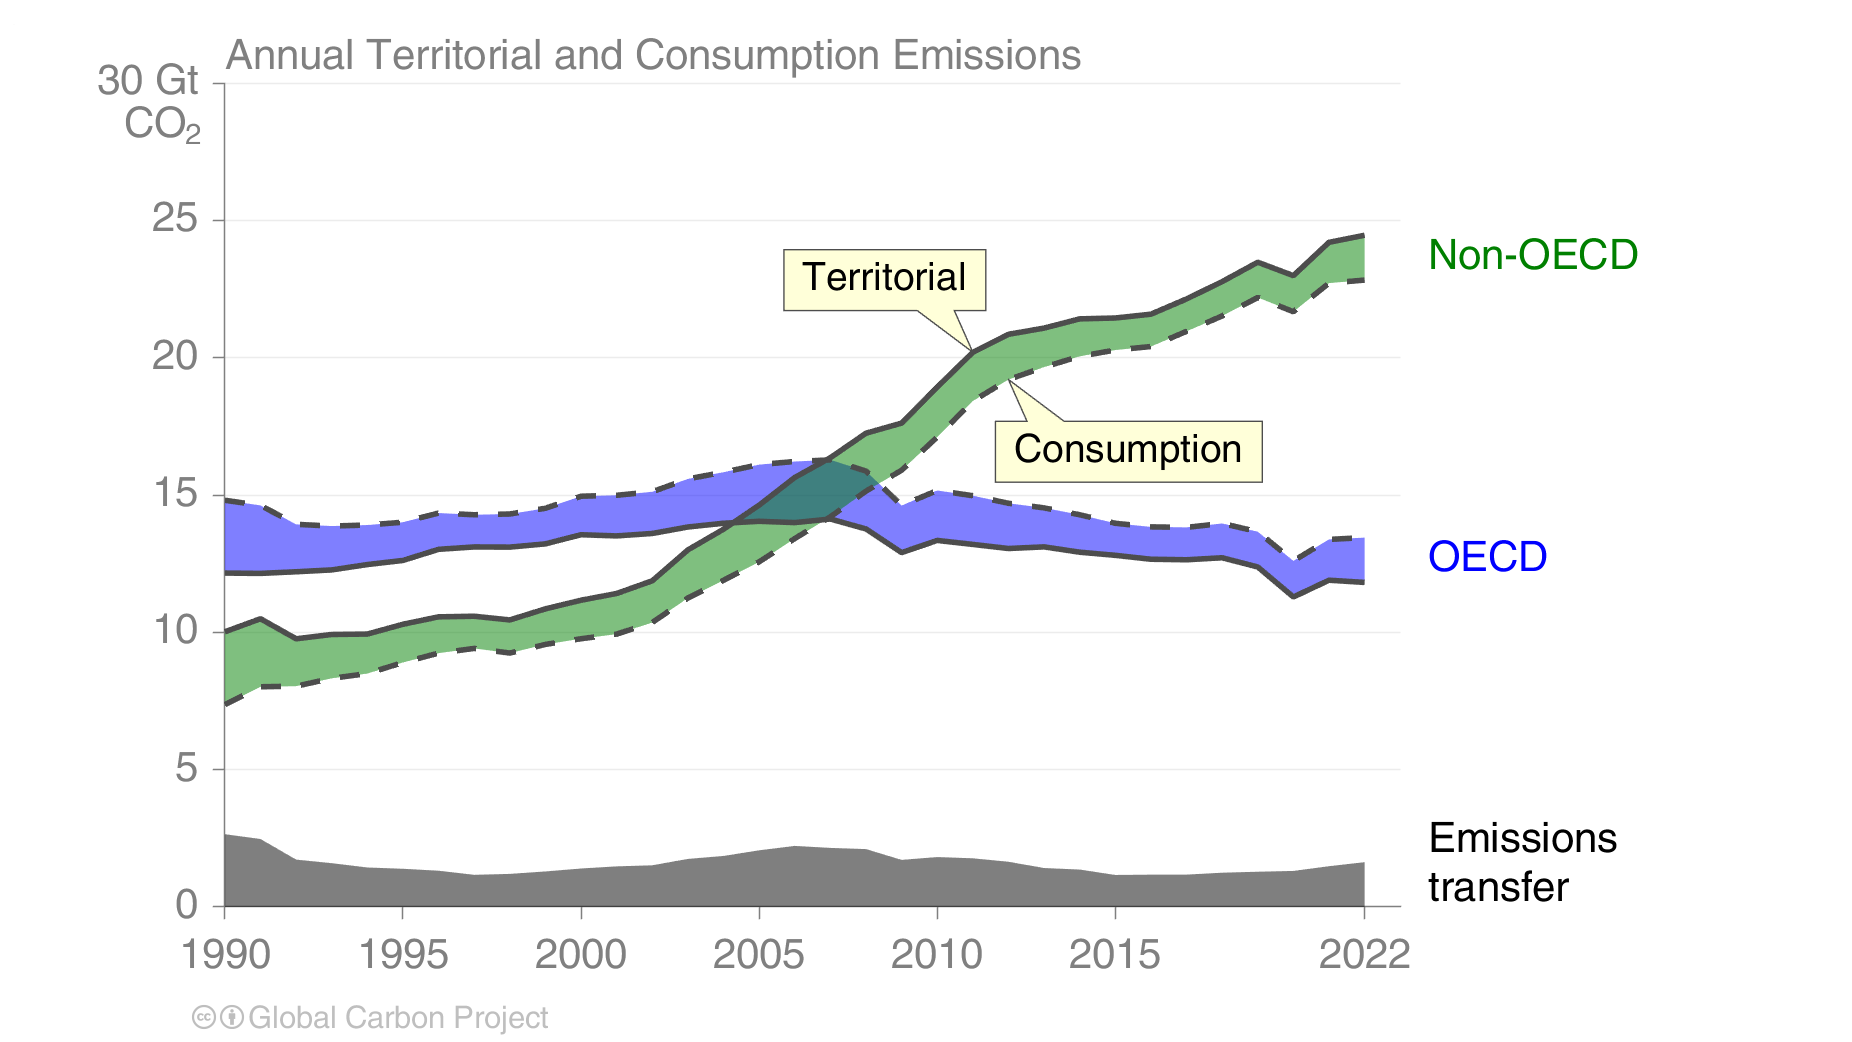 Annual Territorial and Consumption Emissions
30 Gt
CO₂
25
20
15
10
5
0
Territorial
Consumption
Non-OECD
OECD
Emissions
transfer
1990 1995 2000 2005 2010 2015 2022
cc Global Carbon Project